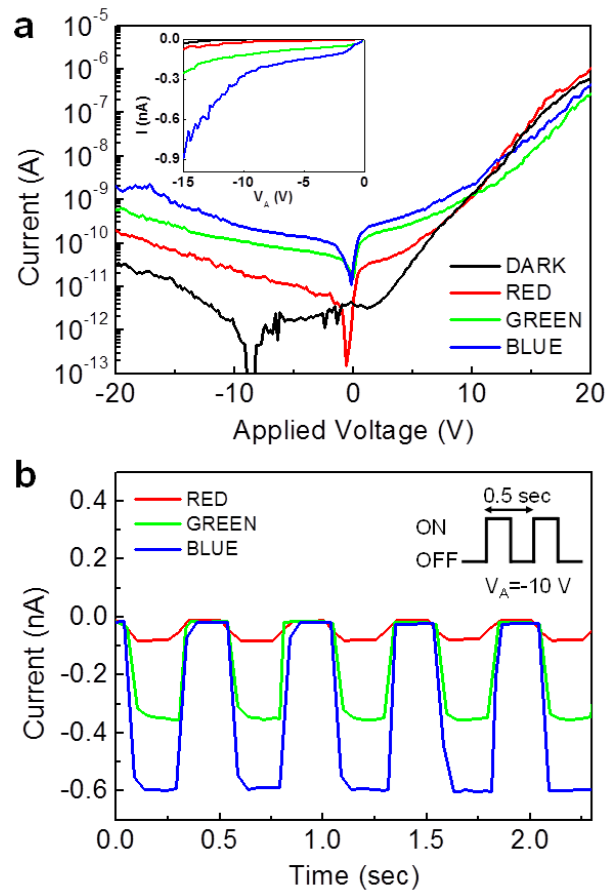 a
10⁻⁵
10⁻⁶
10⁻⁷
10⁻⁸
10⁻⁹
10⁻¹⁰
10⁻¹¹
10⁻¹²
10⁻¹³
Current (A)
0.0
-0.3
-0.6
-0.9
I (nA)
-15 -10 -5 0
V_A (V)
DARK
RED
GREEN
BLUE
-20 -10 0 10 20
Applied Voltage (V)
b
0.4
0.2
0.0
-0.2
-0.4
-0.6
Current (nA)
RED
GREEN
BLUE
0.5 sec
ON
OFF
V_A=-10 V
0.0 0.5 1.0 1.5 2.0
Time (sec)